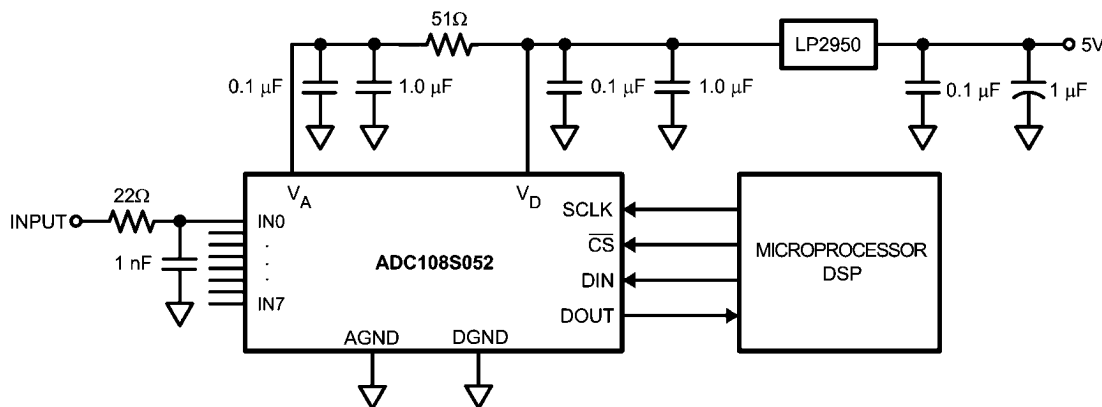 51Ω
LP2950
5V
0.1 µF
1.0 µF
0.1 µF
1.0 µF
0.1 µF
1 µF
V_A
V_D
22Ω
INPUT
IN0
SCLK
1 nF
.
.
.
C̅S̅
ADC108S052
MICROPROCESSOR
DSP
DIN
IN7
DOUT
AGND
DGND